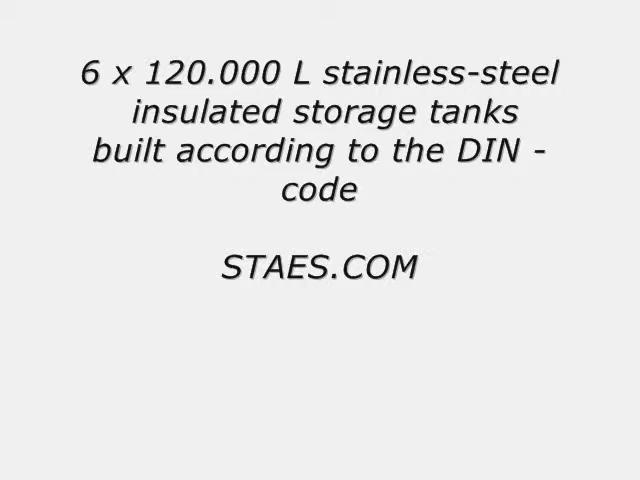 6 x 120.000 L stainless-steel
insulated storage tanks
built according to the DIN -
code
STAES.COM